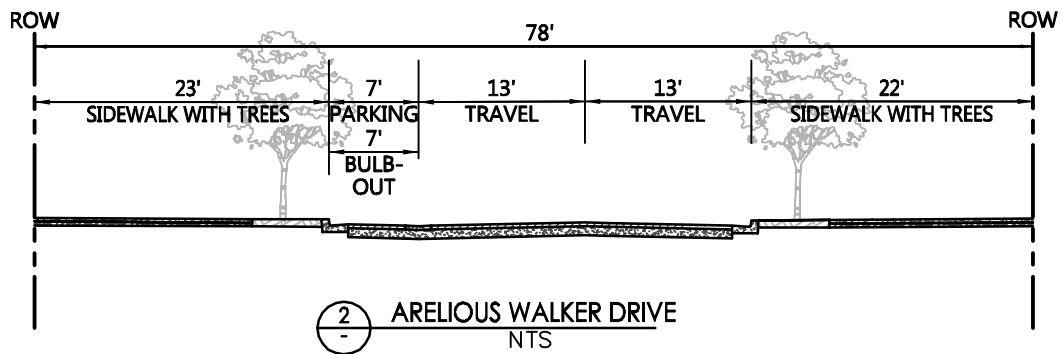 ROW ROW
78'
23' 7' 13' 13' 22'
SIDEWALK WITH TREES PARKING TRAVEL TRAVEL SIDEWALK WITH TREES
7'
BULB-
OUT
2 ARELIOUS WALKER DRIVE
- NTS